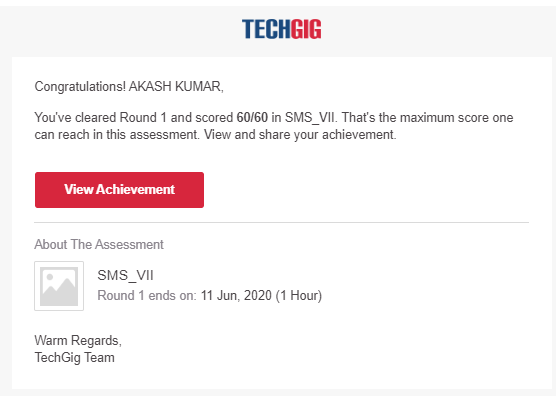 TECHGIG
Congratulations! AKASH KUMAR,
You've cleared Round 1 and scored 60/60 in SMS_VII. That's the maximum score one
can reach in this assessment. View and share your achievement.
View Achievement
About The Assessment
SMS_VII
Round 1 ends on: 11 Jun, 2020 (1 Hour)
Warm Regards,
TechGig Team